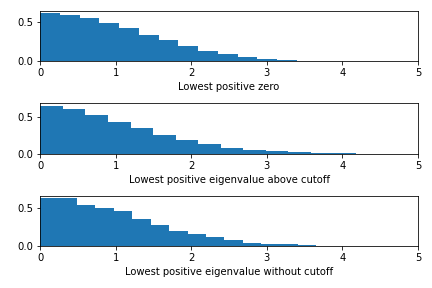 0.5
0.0
0 1 2 3 4 5
Lowest positive zero
0.5
0.0
0 1 2 3 4 5
Lowest positive eigenvalue above cutoff
0.5
0.0
0 1 2 3 4 5
Lowest positive eigenvalue without cutoff